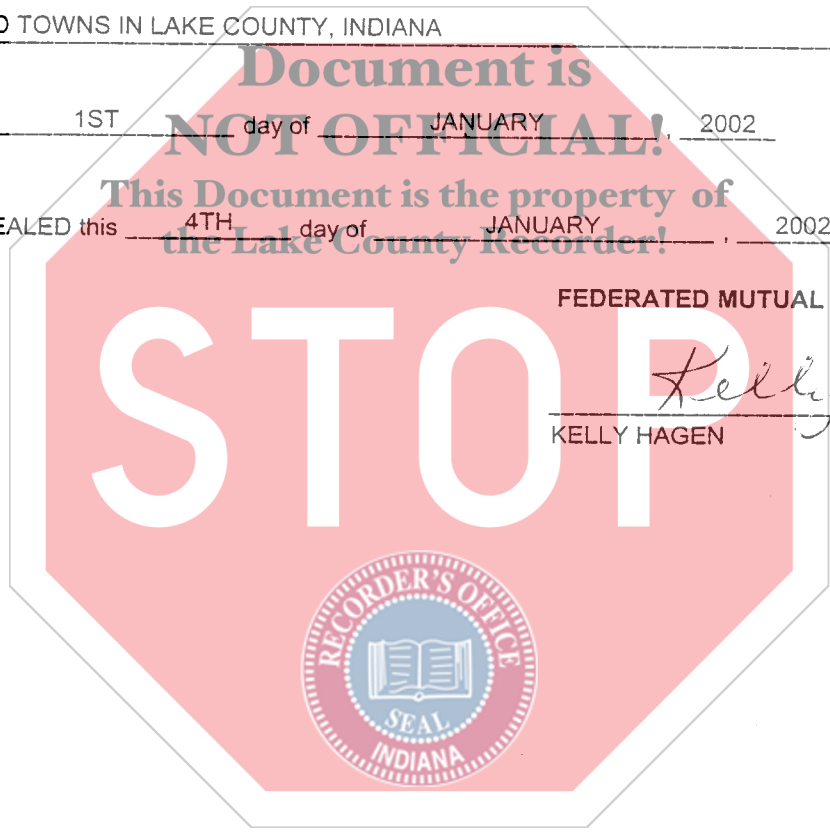 TOWNS IN LAKE COUNTY, INDIANA
Document is
1ST day of JANUARY, 2002
NOT OFFICIAL!
This Document is the property of
this 4TH day of JANUARY, 2002
the Lake County Recorder!
FEDERATED MUTUAL
STOP
Kelly
KELLY HAGEN
RECORDER'S OFFICE
SEAL
INDIANA